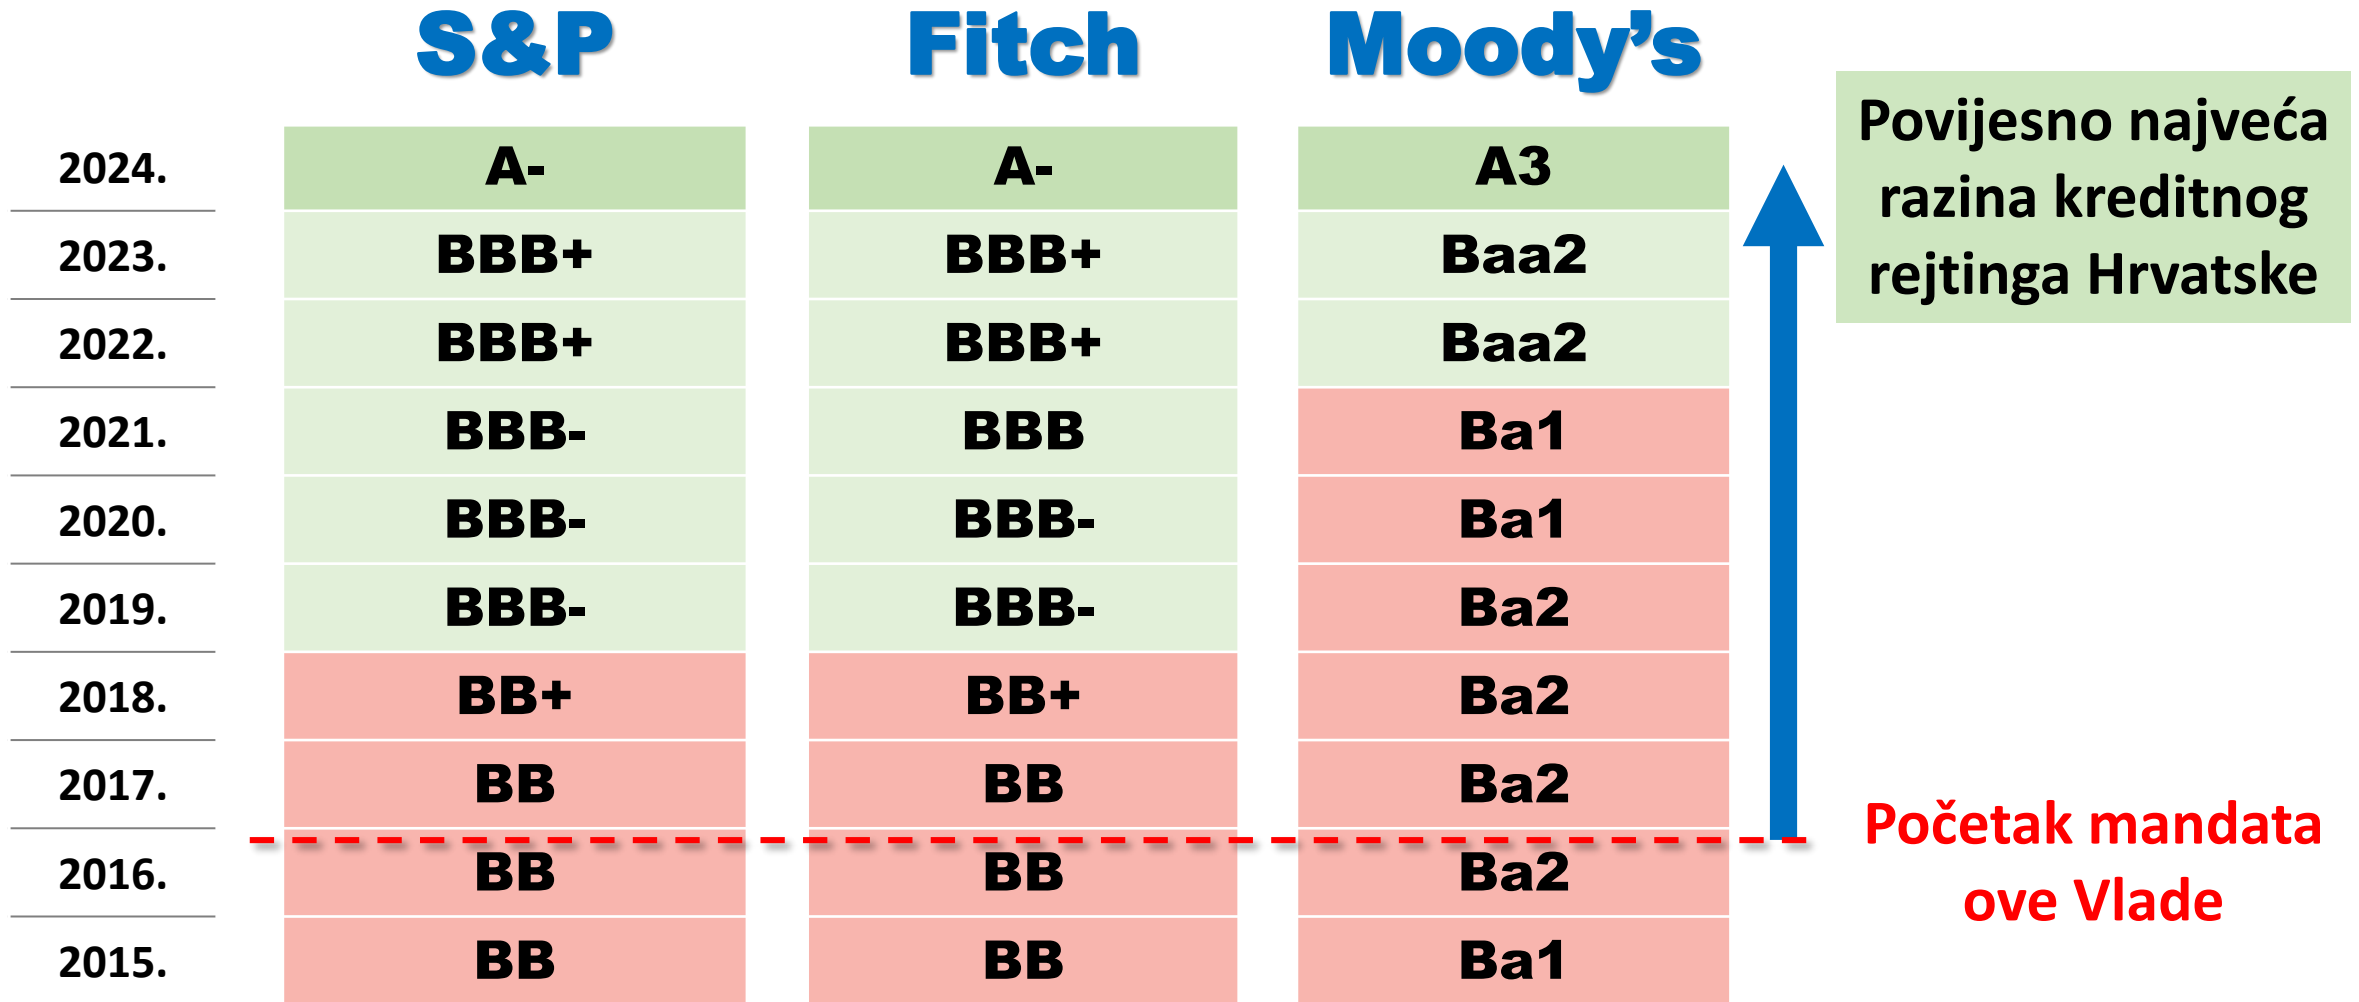 S&P Fitch Moody’s
2024. A- A- A3
2023. BBB+ BBB+ Baa2
2022. BBB+ BBB+ Baa2
2021. BBB- BBB Ba1
2020. BBB- BBB- Ba1
2019. BBB- BBB- Ba2
2018. BB+ BB+ Ba2
2017. BB BB Ba2
2016. BB BB Ba2
2015. BB BB Ba1
Povijesno najveća
razina kreditnog
rejtinga Hrvatske
Početak mandata
ove Vlade